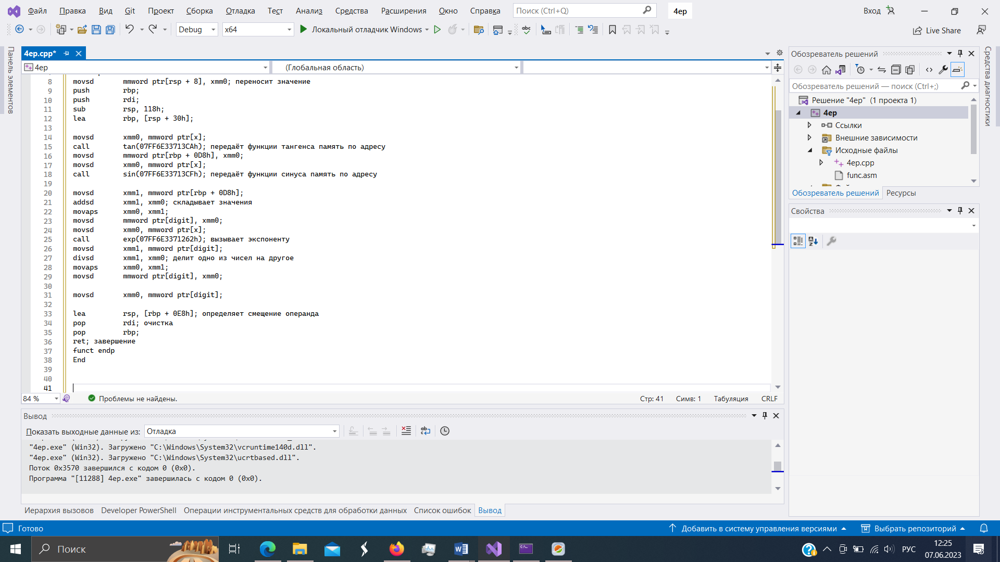 Файл Правка Вид Git Проект Сборка Отладка Тест Анализ Средства Расширения Окно Справка Поиск (Ctrl+Q) 4ep Вход
Debug x64 Локальный отладчик Windows Live Share
Панель элементов
4ep.cpp*
4ep (Глобальная область)
8 movsd mmword ptr[rsp + 8], xmm0; переносит значение
9 push rbp;
10 push rdi;
11 sub rsp, 118h;
12 lea rbp, [rsp + 30h];
13
14 movsd xmm0, mmword ptr[x];
15 call tan(07FF6E33713CAh); передаёт функции тангенса память по адресу
16 movsd mmword ptr[rbp + 0D8h], xmm0;
17 movsd xmm0, mmword ptr[x];
18 call sin(07FF6E33713CFh); передаёт функции синуса память по адресу
19
20 movsd xmm1, mmword ptr[rbp + 0D8h];
21 addsd xmm1, xmm0; складывает значения
22 movaps xmm0, xmm1;
23 movsd mmword ptr[digit], xmm0;
24 movsd xmm0, mmword ptr[x];
25 call exp(07FF6E3371262h); вызывает экспоненту
26 movsd xmm1, mmword ptr[digit];
27 divsd xmm1, xmm0; делит одно из чисел на другое
28 movaps xmm0, xmm1;
29 movsd mmword ptr[digit], xmm0;
30
31 movsd xmm0, mmword ptr[digit];
32
33 lea rsp, [rbp + 0E8h]; определяет смещение операнда
34 pop rdi; очистка
35 pop rbp;
36 ret; завершение
37 funct endp
38 End
39
40
41
84 % Проблемы не найдены. Стр: 41 Симв: 1 Табуляция CRLF
Вывод
Показать выходные данные из: Отладка
"4ep.exe" (Win32). Загружено "C:\Windows\System32\vcruntime140d.dll".
"4ep.exe" (Win32). Загружено "C:\Windows\System32\ucrtbased.dll".
Поток 0x3570 завершился с кодом 0 (0x0).
Программа "[11288] 4ep.exe" завершилась с кодом 0 (0x0).
Иерархия вызовов Developer PowerShell Операции инструментальных средств для обработки данных Список ошибок Вывод
Обозреватель решений
Обозреватель решений — поиск (Ctrl+;)
Решение "4ep" (1 проекта 1)
4ep
Ссылки
Внешние зависимости
Исходные файлы
4ep.cpp
func.asm
Обозреватель решений Ресурсы
Свойства
Средства диагностики
Готово Добавить в систему управления версиями Выбрать репозиторий
Поиск РУС 12:25
07.06.2023